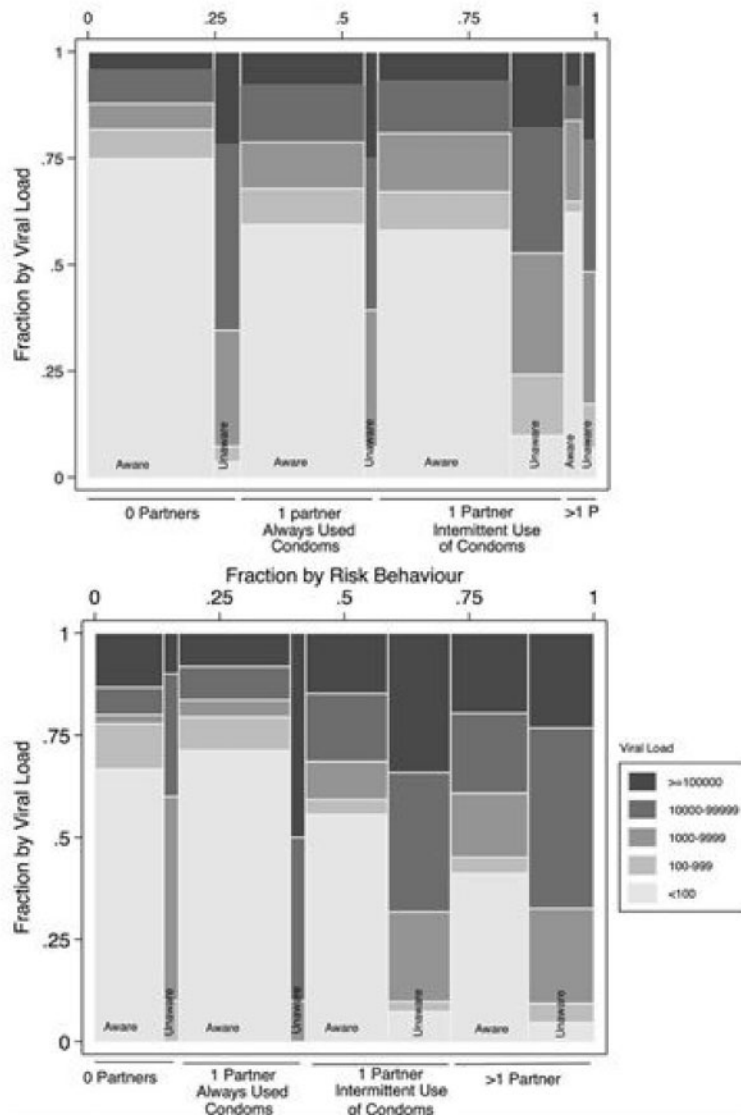 0 .25 .5 .75 1
Fraction by Viral Load
1
.75
.5
.25
0
Aware Unaware Aware Unaware Aware Unaware Aware Unaware
0 Partners
1 partner
Always Used
Condoms
1 Partner
Intemittent Use
of Condoms
>1 P
Fraction by Risk Behaviour
0 .25 .5 .75 1
Fraction by Viral Load
1
.75
.5
.25
0
Aware Unaware Aware Unaware Aware Unaware Aware Unaware
0 Partners
1 Partner
Always Used
Condoms
1 Partner
Intermittent Use
of Condoms
>1 Partner
Viral Load
>=100000
10000-99999
1000-9999
100-999
<100